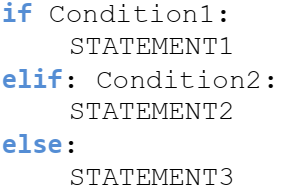 if Condition1:
    STATEMENT1
elif: Condition2:
    STATEMENT2
else:
    STATEMENT3